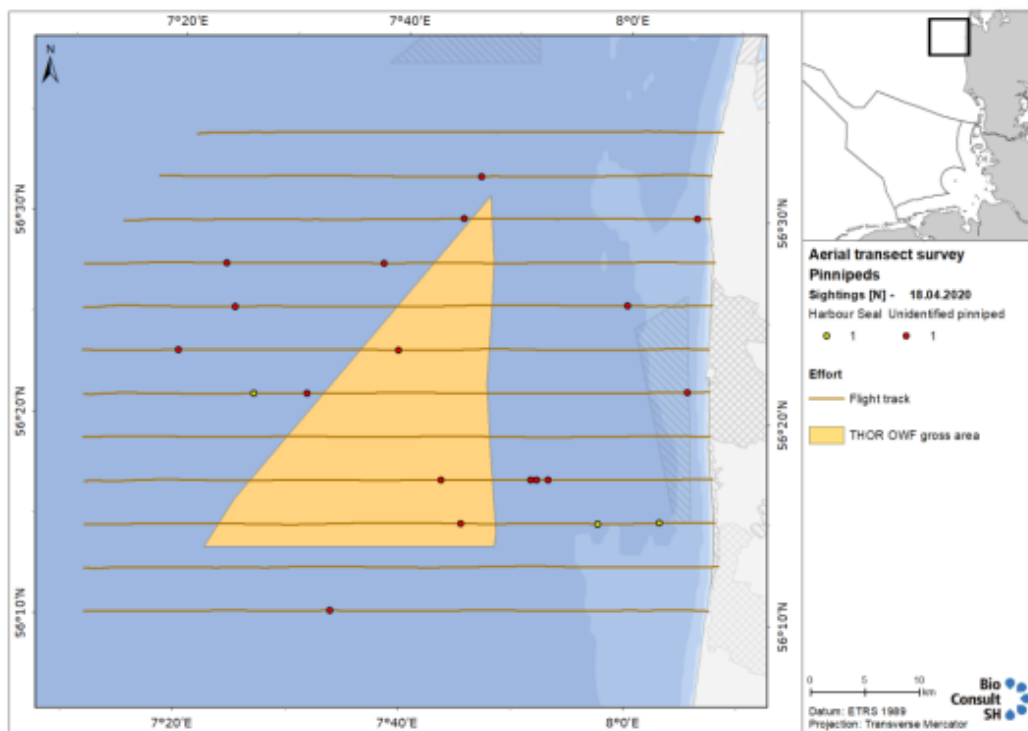 7°20'E 7°40'E 8°0'E
N
56°30'N 56°30'N
56°20'N 56°20'N
56°10'N 56°10'N
7°20'E 7°40'E 8°0'E
Aerial transect survey
Pinnipeds
Sightings [N] - 18.04.2020
Harbour Seal Unidentified pinniped
1 1
Effort
Flight track
THOR OWF gross area
0 5 10
km
Datum: ETRS 1989
Projection: Transverse Mercator
Bio
Consult
SH